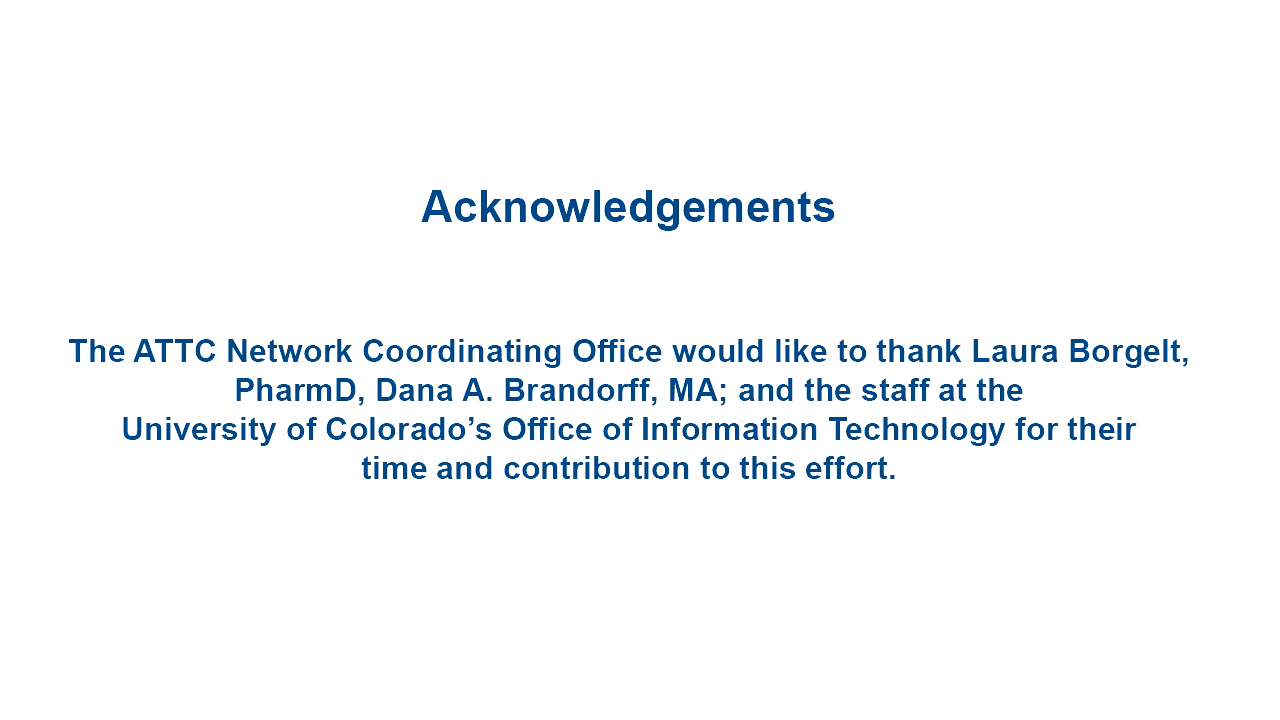 Acknowledgements
The ATTC Network Coordinating Office would like to thank Laura Borgelt,
PharmD, Dana A. Brandorff, MA; and the staff at the
University of Colorado’s Office of Information Technology for their
time and contribution to this effort.